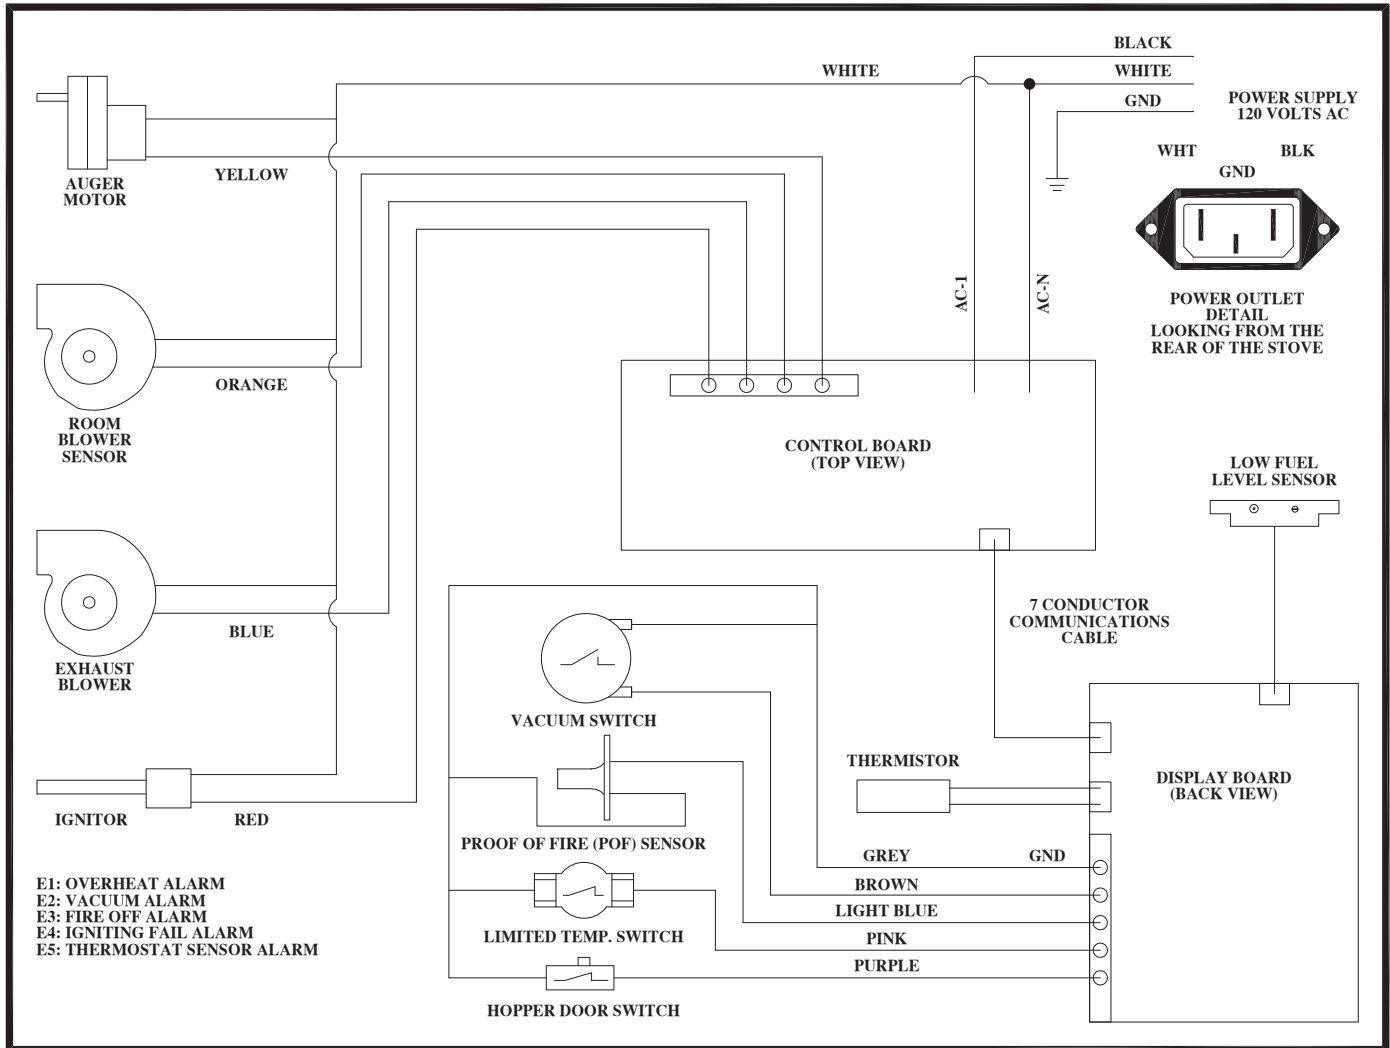 BLACK
WHITE
WHITE
GND
POWER SUPPLY
120 VOLTS AC
WHT
BLK
GND
YELLOW
AUGER
MOTOR
AC-1
AC-N
POWER OUTLET
DETAIL
LOOKING FROM THE
REAR OF THE STOVE
ORANGE
ROOM
BLOWER
SENSOR
CONTROL BOARD
(TOP VIEW)
LOW FUEL
LEVEL SENSOR
7 CONDUCTOR
COMMUNICATIONS
CABLE
BLUE
EXHAUST
BLOWER
VACUUM SWITCH
THERMISTOR
DISPLAY BOARD
(BACK VIEW)
IGNITOR
RED
PROOF OF FIRE (POF) SENSOR
GREY
GND
BROWN
LIGHT BLUE
PINK
PURPLE
LIMITED TEMP. SWITCH
HOPPER DOOR SWITCH
E1: OVERHEAT ALARM
E2: VACUUM ALARM
E3: FIRE OFF ALARM
E4: IGNITING FAIL ALARM
E5: THERMOSTAT SENSOR ALARM